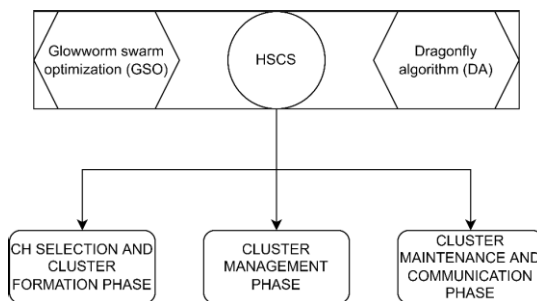 Glowworm swarm
optimization (GSO)
HSCS
Dragonfly
algorithm (DA)
CH SELECTION AND
CLUSTER
FORMATION PHASE
CLUSTER
MANAGEMENT
PHASE
CLUSTER
MAINTENANCE AND
COMMUNICATION
PHASE